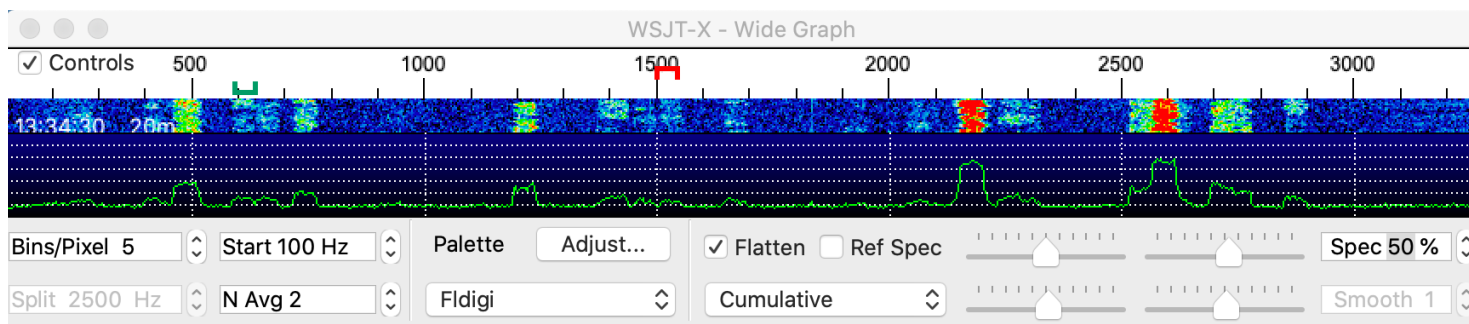 WSJT-X - Wide Graph
Controls 500 1000 1500 2000 2500 3000
13:34:30 20m
Bins/Pixel 5 Start 100 Hz Palette Adjust... Flatten Ref Spec Spec 50 %
Split 2500 Hz N Avg 2 Fldigi Cumulative Smooth 1